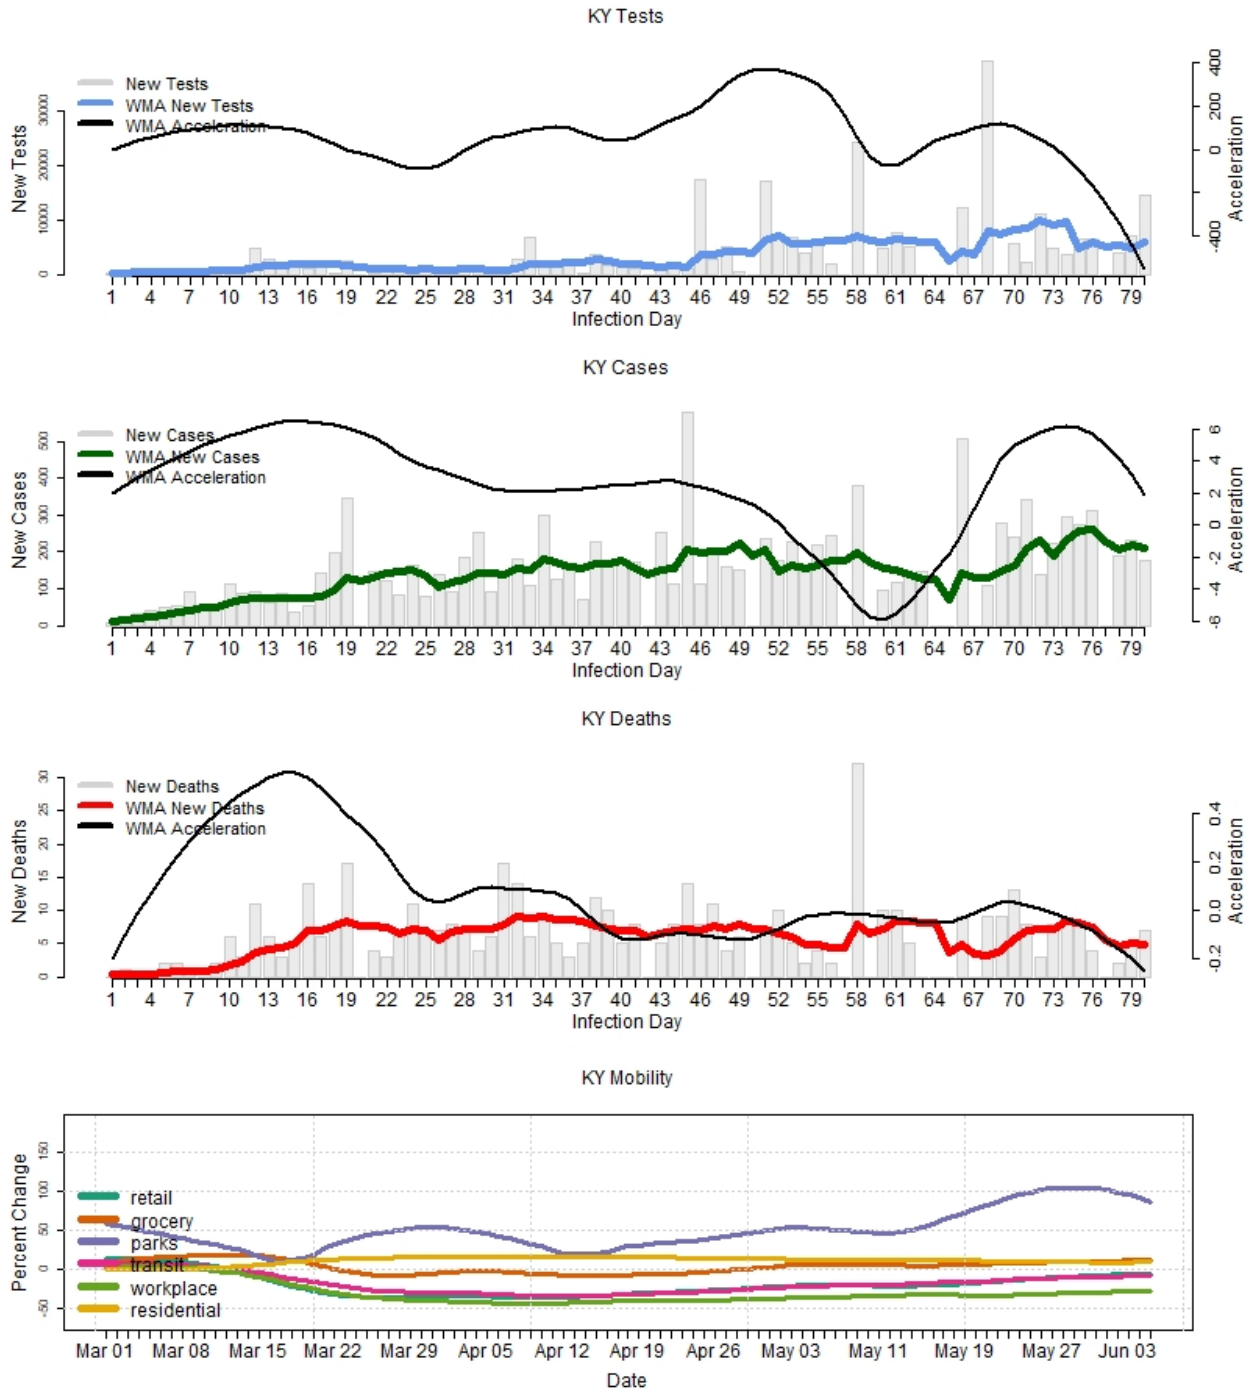 KY Tests
New Tests
WMA New Tests
WMA Acceleration
New Tests
0 10000 20000 30000
400 200 0 -400
Acceleration
1 4 7 10 13 16 19 22 25 28 31 34 37 40 43 46 49 52 55 58 61 64 67 70 73 76 79
Infection Day
KY Cases
New Cases
WMA New Cases
WMA Acceleration
New Cases
0 100 200 300 400 500
6 4 2 0 -2 -4 -6
Acceleration
1 4 7 10 13 16 19 22 25 28 31 34 37 40 43 46 49 52 55 58 61 64 67 70 73 76 79
Infection Day
KY Deaths
New Deaths
WMA New Deaths
WMA Acceleration
New Deaths
0 5 10 15 20 25 30
0.4 0.2 0.0 -0.2
Acceleration
1 4 7 10 13 16 19 22 25 28 31 34 37 40 43 46 49 52 55 58 61 64 67 70 73 76 79
Infection Day
KY Mobility
retail
grocery
parks
transit
workplace
residential
Percent Change
-50 0 50 100 150
Mar 01 Mar 08 Mar 15 Mar 22 Mar 29 Apr 05 Apr 12 Apr 19 Apr 26 May 03 May 11 May 19 May 27 Jun 03
Date